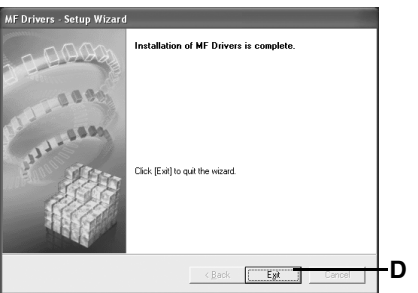 MF Drivers - Setup Wizard
Installation of MF Drivers is complete.
Click [Exit] to quit the wizard.
< Back
Exit
Cancel
D